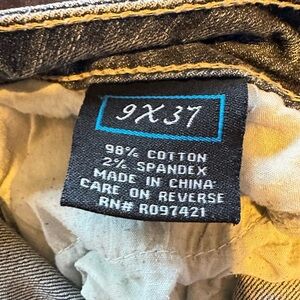 9X37
98% COTTON
2% SPANDEX
MADE IN CHINA
CARE ON REVERSE
RN# R097421